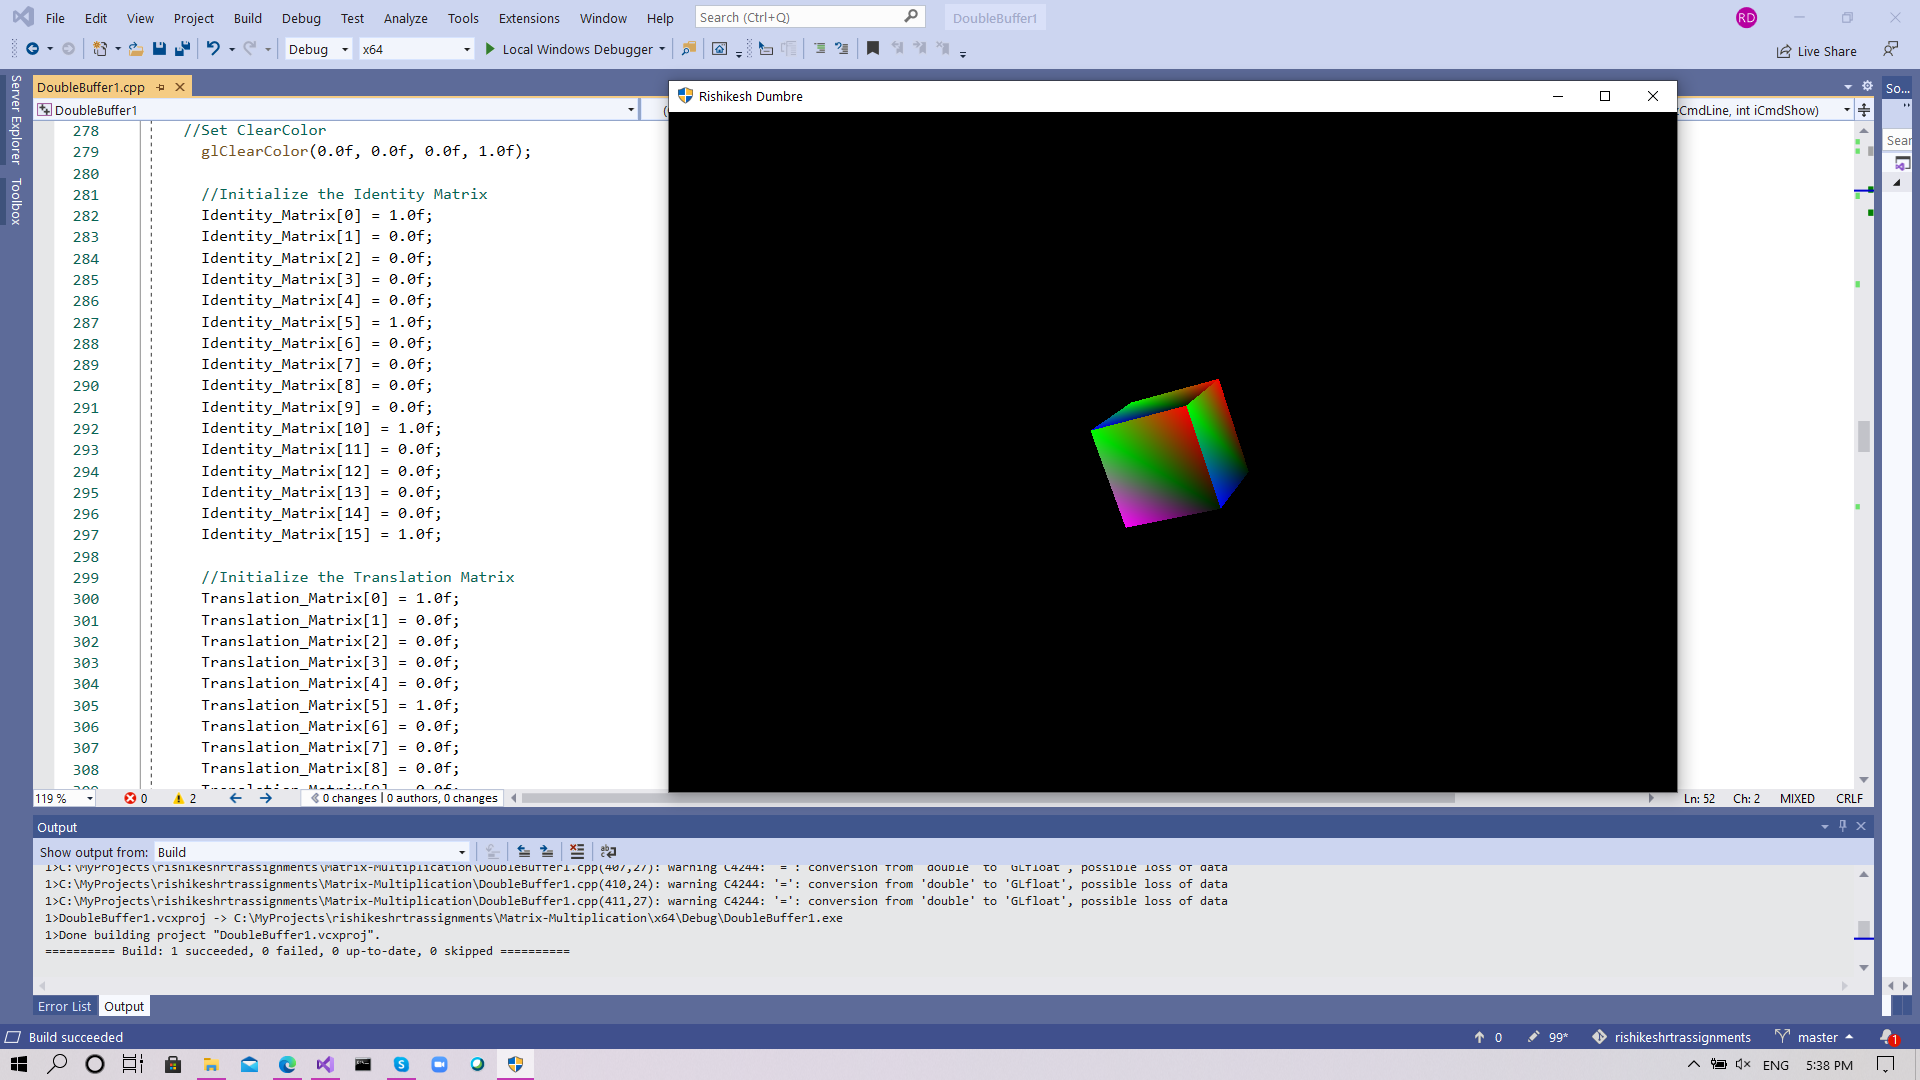 File Edit View Project Build Debug Test Analyze Tools Extensions Window Help Search (Ctrl+Q) DoubleBuffer1 RD
Debug x64 Local Windows Debugger Live Share
Server Explorer
Toolbox
DoubleBuffer1.cpp
DoubleBuffer1
CmdLine, int iCmdShow)
So...
Sear
Rishikesh Dumbre
278 //Set ClearColor
279 glClearColor(0.0f, 0.0f, 0.0f, 1.0f);
280
281 //Initialize the Identity Matrix
282 Identity_Matrix[0] = 1.0f;
283 Identity_Matrix[1] = 0.0f;
284 Identity_Matrix[2] = 0.0f;
285 Identity_Matrix[3] = 0.0f;
286 Identity_Matrix[4] = 0.0f;
287 Identity_Matrix[5] = 1.0f;
288 Identity_Matrix[6] = 0.0f;
289 Identity_Matrix[7] = 0.0f;
290 Identity_Matrix[8] = 0.0f;
291 Identity_Matrix[9] = 0.0f;
292 Identity_Matrix[10] = 1.0f;
293 Identity_Matrix[11] = 0.0f;
294 Identity_Matrix[12] = 0.0f;
295 Identity_Matrix[13] = 0.0f;
296 Identity_Matrix[14] = 0.0f;
297 Identity_Matrix[15] = 1.0f;
298
299 //Initialize the Translation Matrix
300 Translation_Matrix[0] = 1.0f;
301 Translation_Matrix[1] = 0.0f;
302 Translation_Matrix[2] = 0.0f;
303 Translation_Matrix[3] = 0.0f;
304 Translation_Matrix[4] = 0.0f;
305 Translation_Matrix[5] = 1.0f;
306 Translation_Matrix[6] = 0.0f;
307 Translation_Matrix[7] = 0.0f;
308 Translation_Matrix[8] = 0.0f;
119 % 0 2 0 changes | 0 authors, 0 changes Ln: 52 Ch: 2 MIXED CRLF
Output
Show output from: Build
1>C:\MyProjects\rishikeshrtrassignments\Matrix-Multiplication\DoubleBuffer1.cpp(407,27): warning C4244: '=': conversion from 'double' to 'GLfloat', possible loss of data
1>C:\MyProjects\rishikeshrtrassignments\Matrix-Multiplication\DoubleBuffer1.cpp(410,24): warning C4244: '=': conversion from 'double' to 'GLfloat', possible loss of data
1>C:\MyProjects\rishikeshrtrassignments\Matrix-Multiplication\DoubleBuffer1.cpp(411,27): warning C4244: '=': conversion from 'double' to 'GLfloat', possible loss of data
1>DoubleBuffer1.vcxproj -> C:\MyProjects\rishikeshrtrassignments\Matrix-Multiplication\x64\Debug\DoubleBuffer1.exe
1>Done building project "DoubleBuffer1.vcxproj".
========== Build: 1 succeeded, 0 failed, 0 up-to-date, 0 skipped ==========
Error List Output
Build succeeded 0 99* rishikeshrtrassignments master 1
ENG 5:38 PM